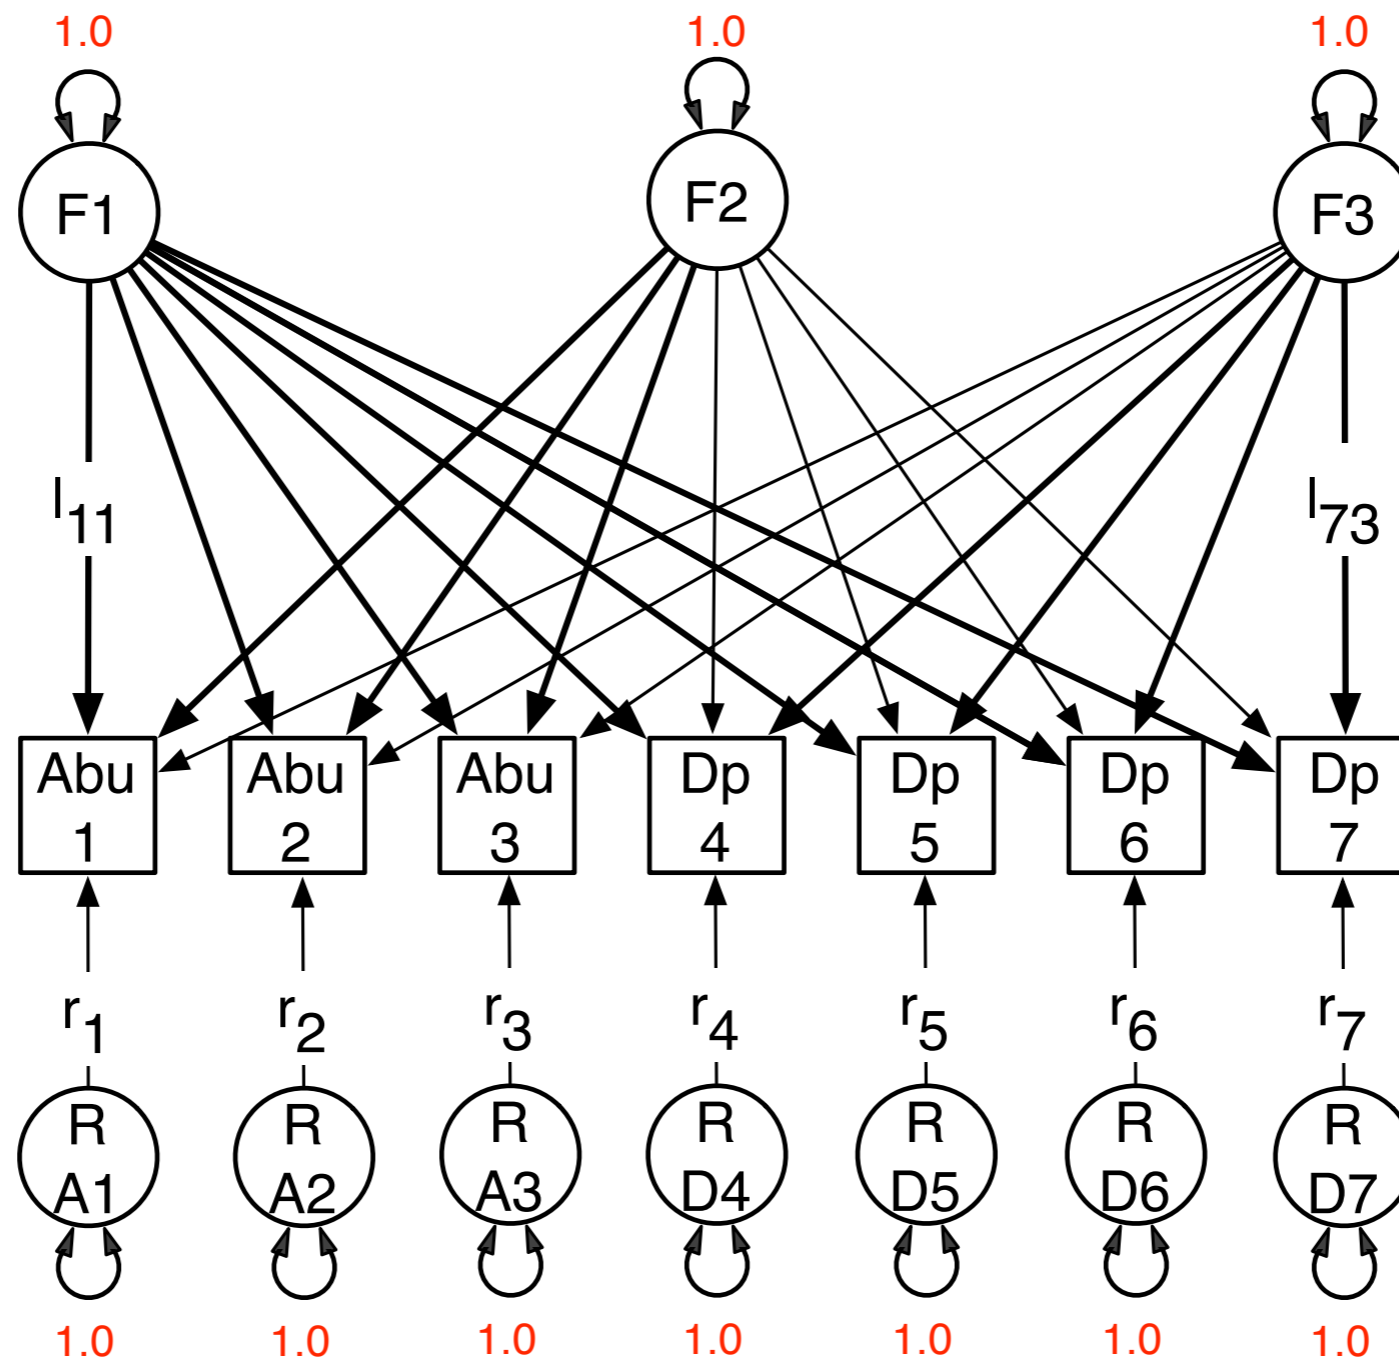 1.0 1.0 1.0
F1 F2 F3
l11 l73
Abu Abu Abu Dp Dp Dp Dp
1 2 3 4 5 6 7
r1 r2 r3 r4 r5 r6 r7
R R R R R R R
A1 A2 A3 D4 D5 D6 D7
1.0 1.0 1.0 1.0 1.0 1.0 1.0